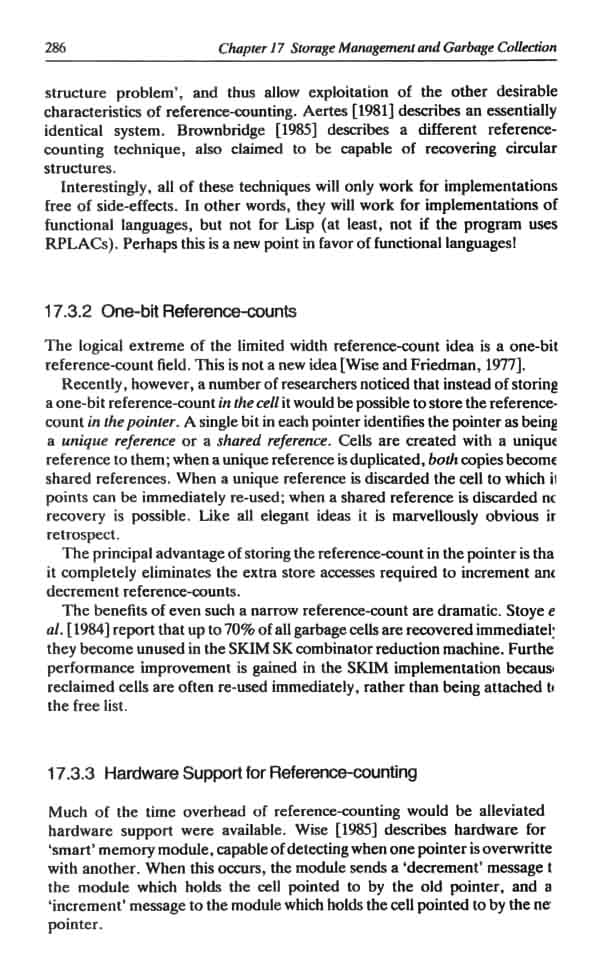 286 Chapter 17 Storage Management and Garbage Collection
structure problem', and thus allow exploitation of the other desirable
characteristics of reference-counting. Aertes [1981] describes an essentially
identical system. Brownbridge [1985] describes a different reference-
counting technique, also claimed to be capable of recovering circular
structures.
Interestingly, all of these techniques will only work for implementations
free of side-effects. In other words, they will work for implementations of
functional languages, but not for Lisp (at least, not if the program uses
RPLACs). Perhaps this is a new point in favor of functional languages!
17.3.2 One-bit Reference-counts
The logical extreme of the limited width reference-count idea is a one-bit
reference-count field. This is not a new idea [Wise and Friedman, 1977].
Recently, however, a number of researchers noticed that instead of storing
a one-bit reference-count in the cell it would be possible to store the reference-
count in the pointer. A single bit in each pointer identifies the pointer as being
a unique reference or a shared reference. Cells are created with a unique
reference to them; when a unique reference is duplicated, both copies become
shared references. When a unique reference is discarded the cell to which i
points can be immediately re-used; when a shared reference is discarded n
recovery is possible. Like all elegant ideas it is marvellously obvious i
retrospect.
The principal advantage of storing the reference-count in the pointer is tha
it completely eliminates the extra store accesses required to increment an
decrement reference-counts.
The benefits of even such a narrow reference-count are dramatic. Stoye e
al. [1984] report that up to 70% of all garbage cells are recovered immediatel
they become unused in the SKIM SK combinator reduction machine. Furthe
performance improvement is gained in the SKIM implementation becaus
reclaimed cells are often re-used immediately, rather than being attached t
the free list.
17.3.3 Hardware Support for Reference-counting
Much of the time overhead of reference-counting would be alleviated
hardware support were available. Wise [1985] describes hardware for
'smart' memory module, capable of detecting when one pointer is overwritte
with another. When this occurs, the module sends a 'decrement' message t
the module which holds the cell pointed to by the old pointer, and a
'increment' message to the module which holds the cell pointed to by the ne
pointer.